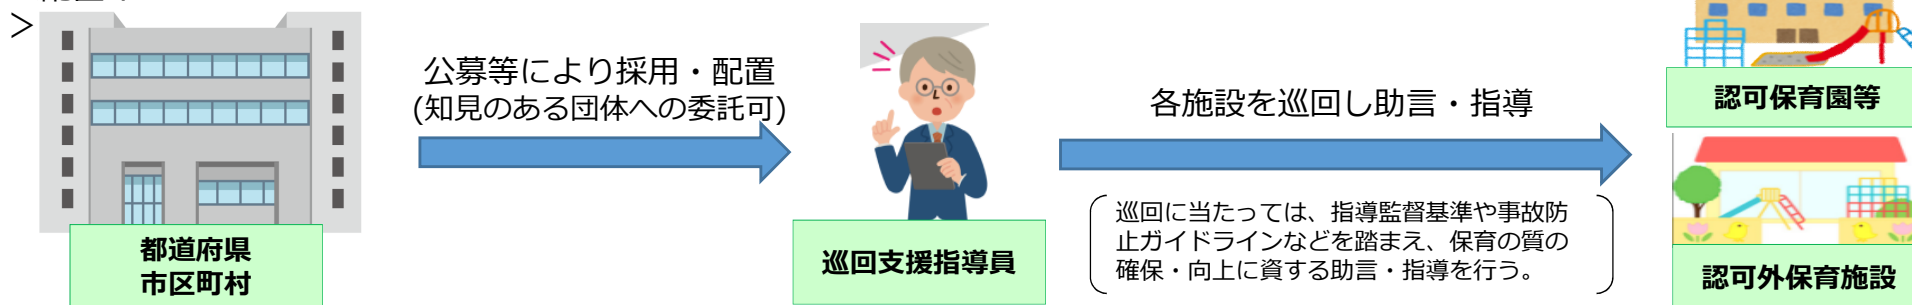 ＞
公募等により採用・配置
(知見のある団体への委託可)
各施設を巡回し助言・指導
認可保育園等
巡回に当たっては、指導監督基準や事故防
止ガイドラインなどを踏まえ、保育の質の
確保・向上に資する助言・指導を行う。
都道府県
市区町村
巡回支援指導員
認可外保育施設